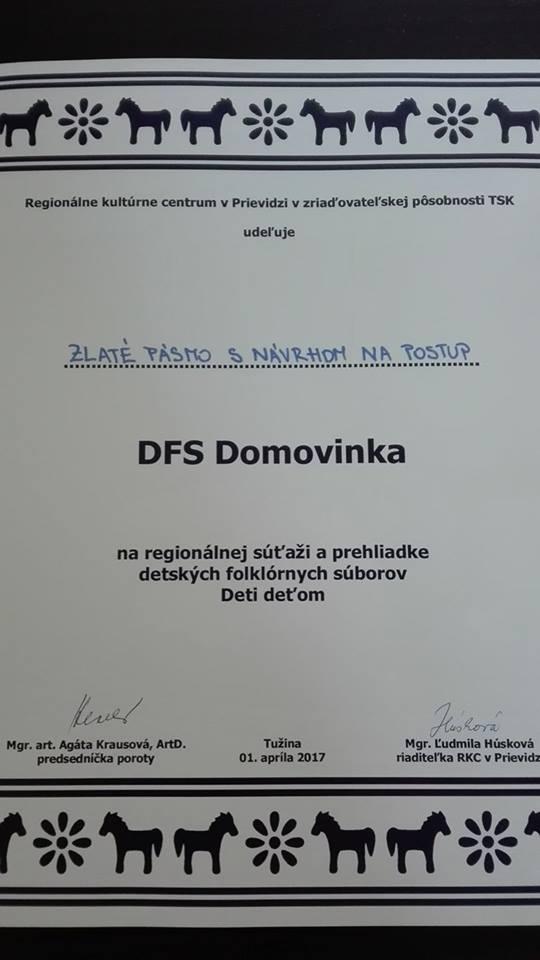 Regionálne kultúrne centrum v Prievidzi v zriaďovateľskej pôsobnosti TSK
udeľuje
ZLATÉ PÁSMO S NÁVRHOM NA POSTUP
DFS Domovinka
na regionálnej súťaži a prehliadke
detských folklórnych súborov
Deti deťom
Húsková
Mgr. art. Agáta Krausová, ArtD.
predsedníčka poroty
Tužina
01. apríla 2017
Mgr. Ľudmila Húsková
riaditeľka RKC v Prievidz